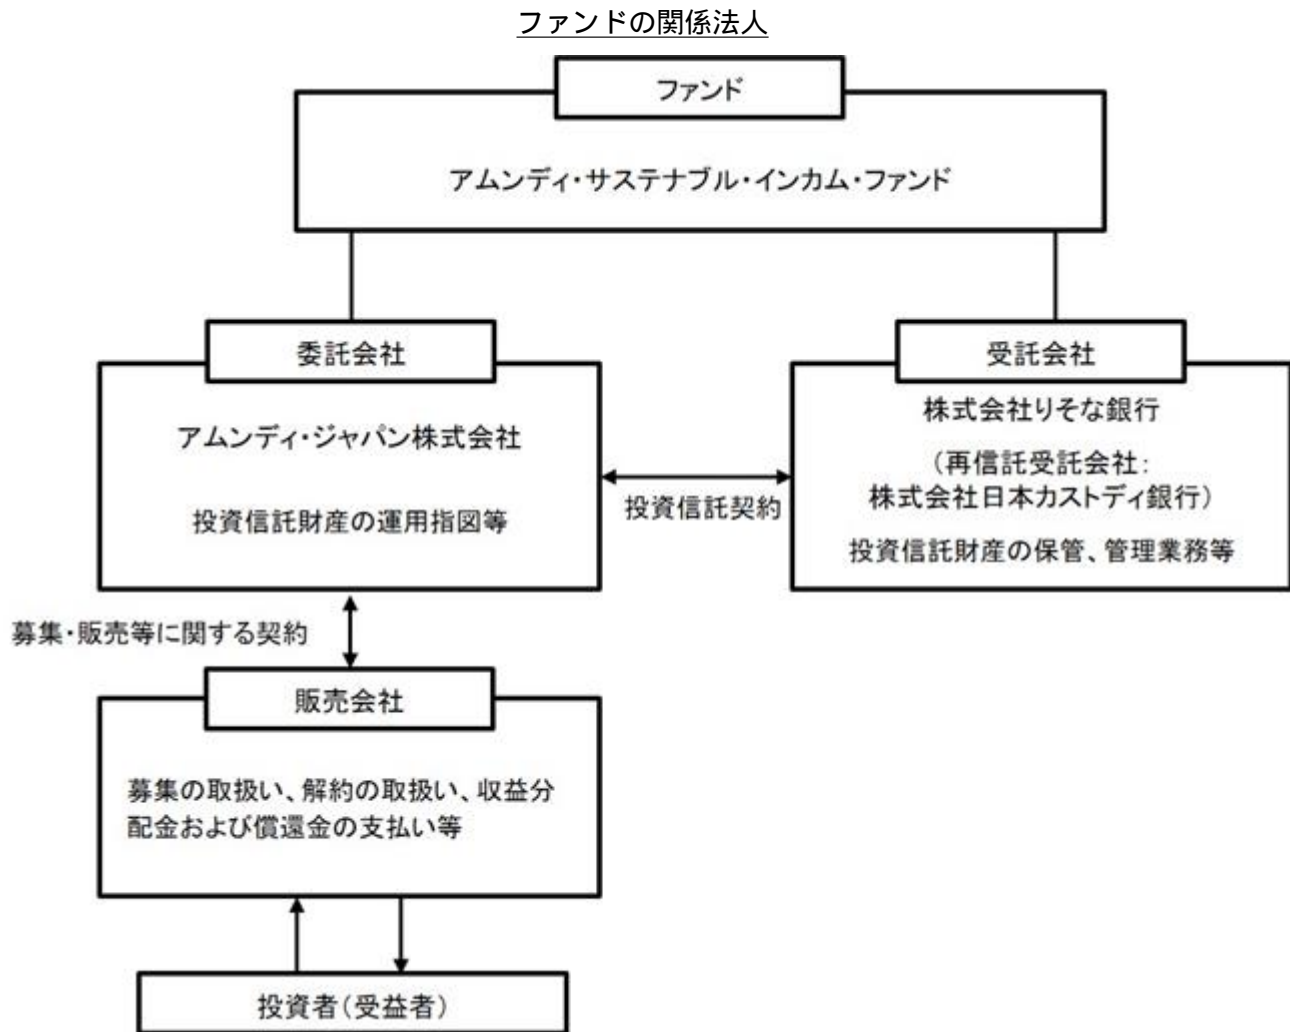 ファンドの関係法人
ファンド
アムンディ・サステナブル・インカム・ファンド
委託会社
アムンディ・ジャパン株式会社
投資信託財産の運用指図等
投資信託契約
受託会社
株式会社りそな銀行
（再信託受託会社：
株式会社日本カストディ銀行）
投資信託財産の保管、管理業務等
募集・販売等に関する契約
販売会社
募集の取扱い、解約の取扱い、収益分
配金および償還金の支払い等
投資者（受益者）